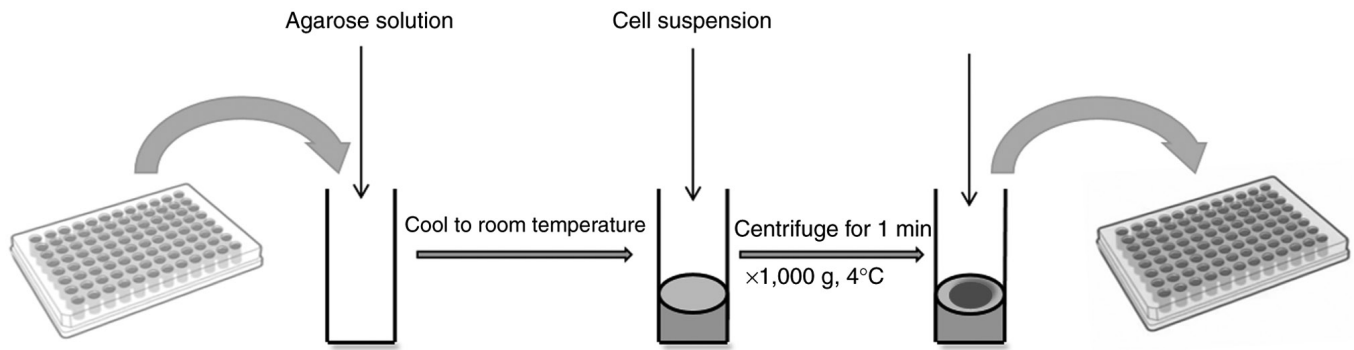 Agarose solution
Cell suspension
Cool to room temperature
Centrifuge for 1 min
×1,000 g, 4°C